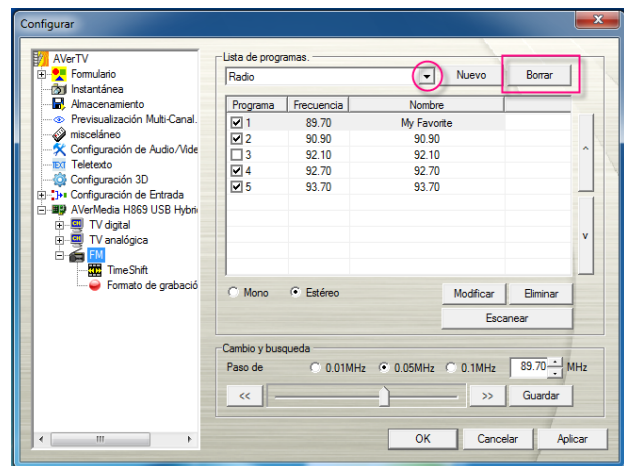 Configurar
AVerTV
Formulario
Instantánea
Almacenamiento
Previsualización Multi-Canal.
misceláneo
Configuración de Audio/Vide
TEXT Teletexto
Configuración 3D
Configuración de Entrada
AVerMedia H869 USB Hybri
CH TV digital
CH TV analógica
FM
TimeShift
Formato de grabació
Lista de programas.
Radio
Nuevo
Borrar
Programa Frecuencia Nombre
1 89.70 My Favorite
2 90.90 90.90
3 92.10 92.10
4 92.70 92.70
5 93.70 93.70
^
v
Mono Estéreo Modificar Eliminar
Escanear
Cambio y busqueda
Paso de 0.01MHz 0.05MHz 0.1MHz 89.70 MHz
<< >> Guardar
OK Cancelar Aplicar